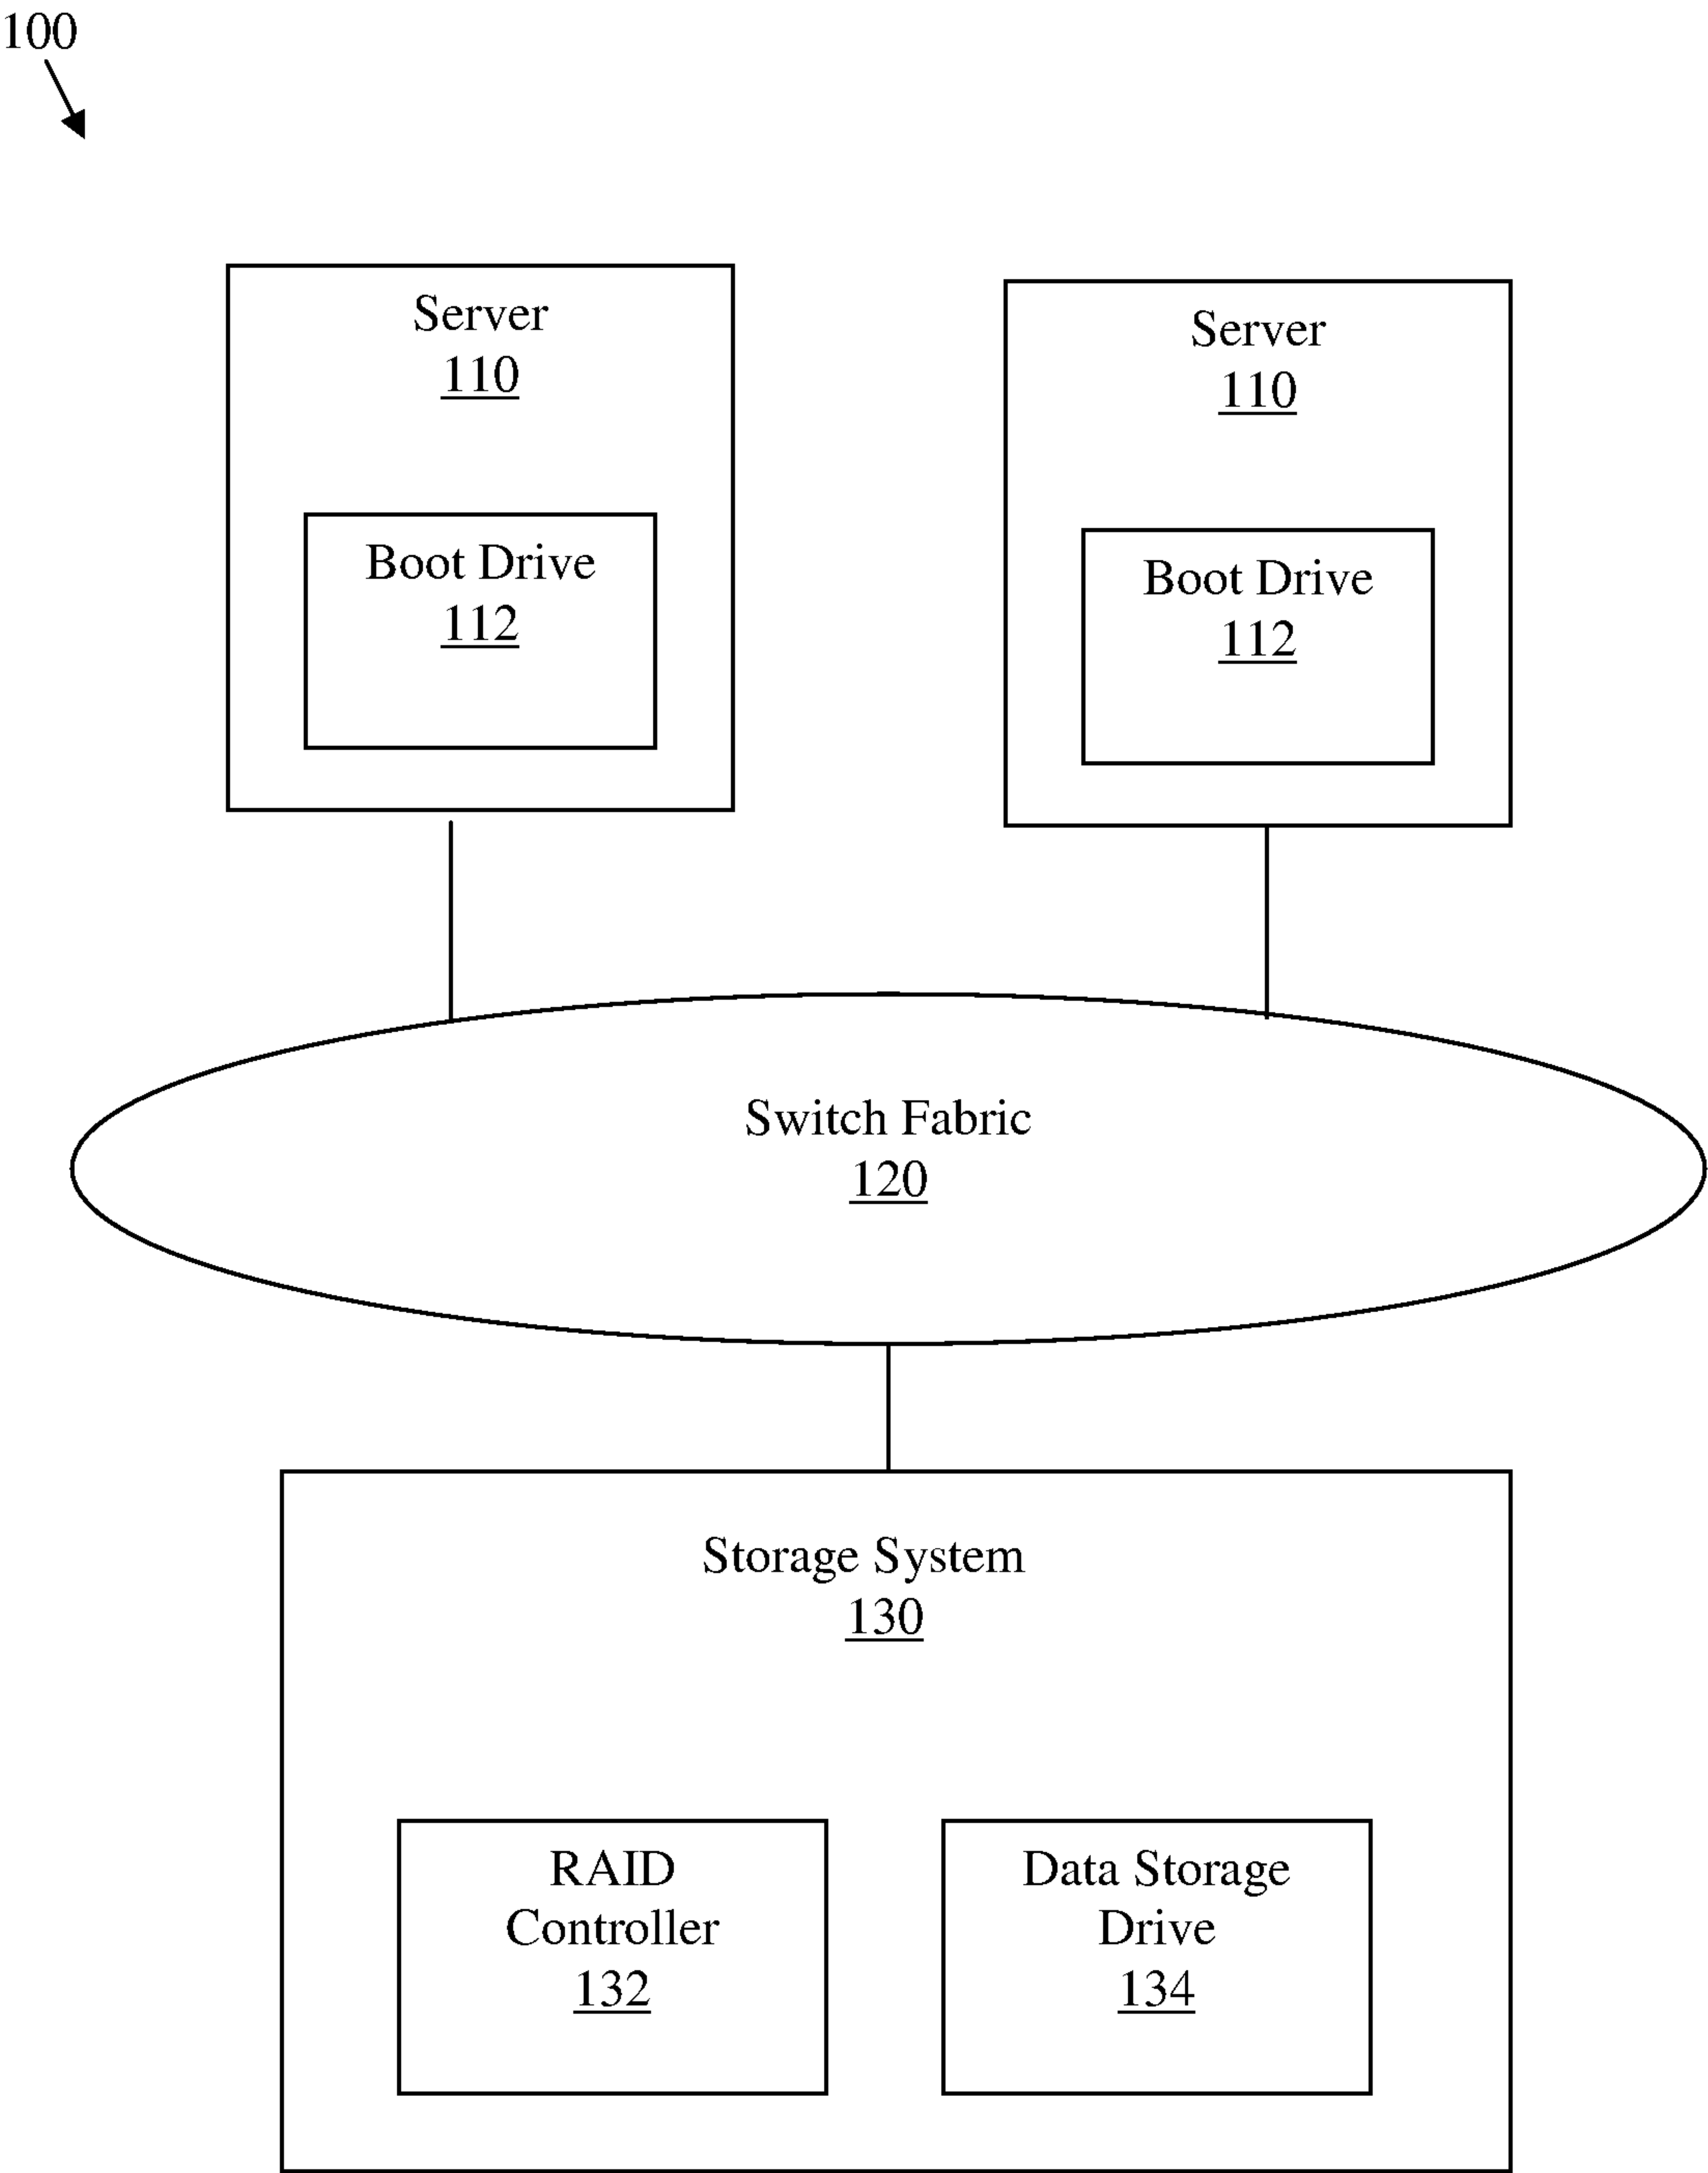 100
Server
110
Boot Drive
112
Server
110
Boot Drive
112
Switch Fabric
120
Storage System
130
RAID
Controller
132
Data Storage
Drive
134